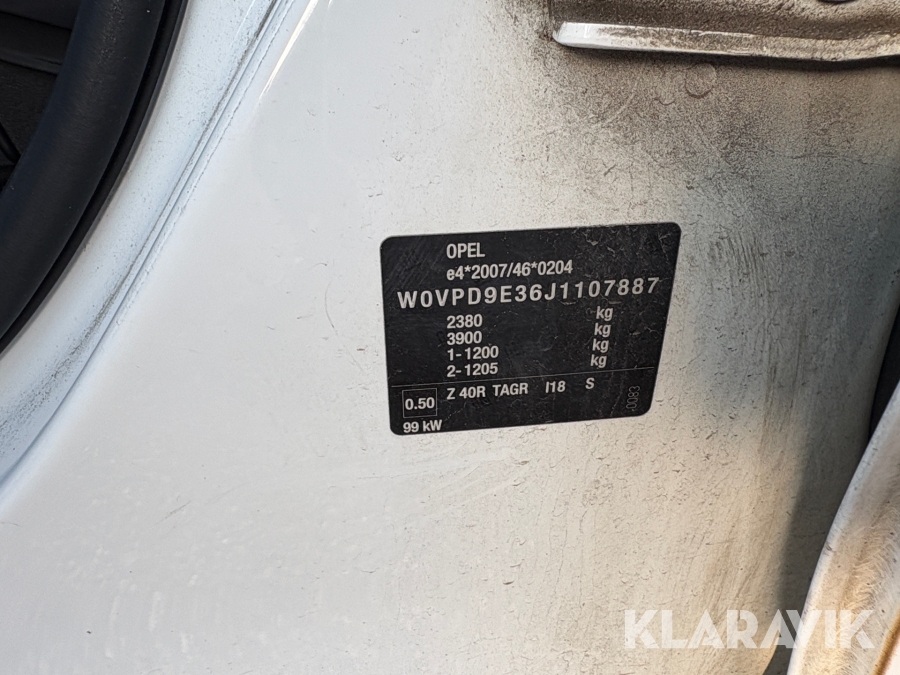 OPEL
e4*2007/46*0204
W0VPD9E36J1107887
2380 kg
3900 kg
1-1200 kg
2-1205 kg
0.50 Z 40R TAGR I18 S
99 kW
0083
KLARAVIK